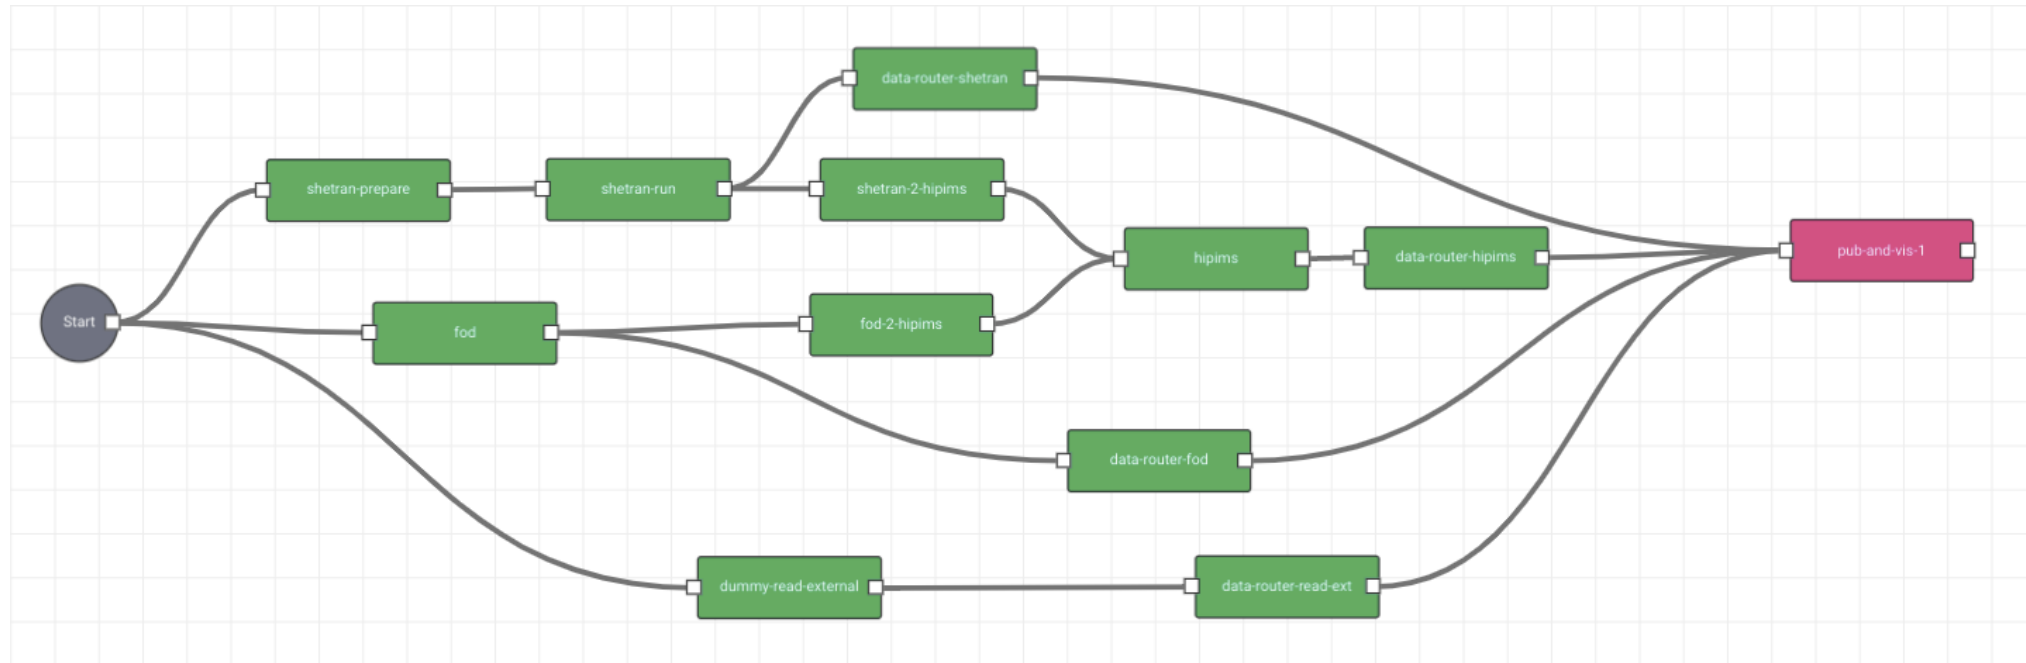 data-router-shetran
shetran-prepare
shetran-run
shetran-2-hipims
hipims
data-router-hipims
pub-and-vis-1
Start
fod
fod-2-hipims
data-router-fod
dummy-read-external
data-router-read-ext